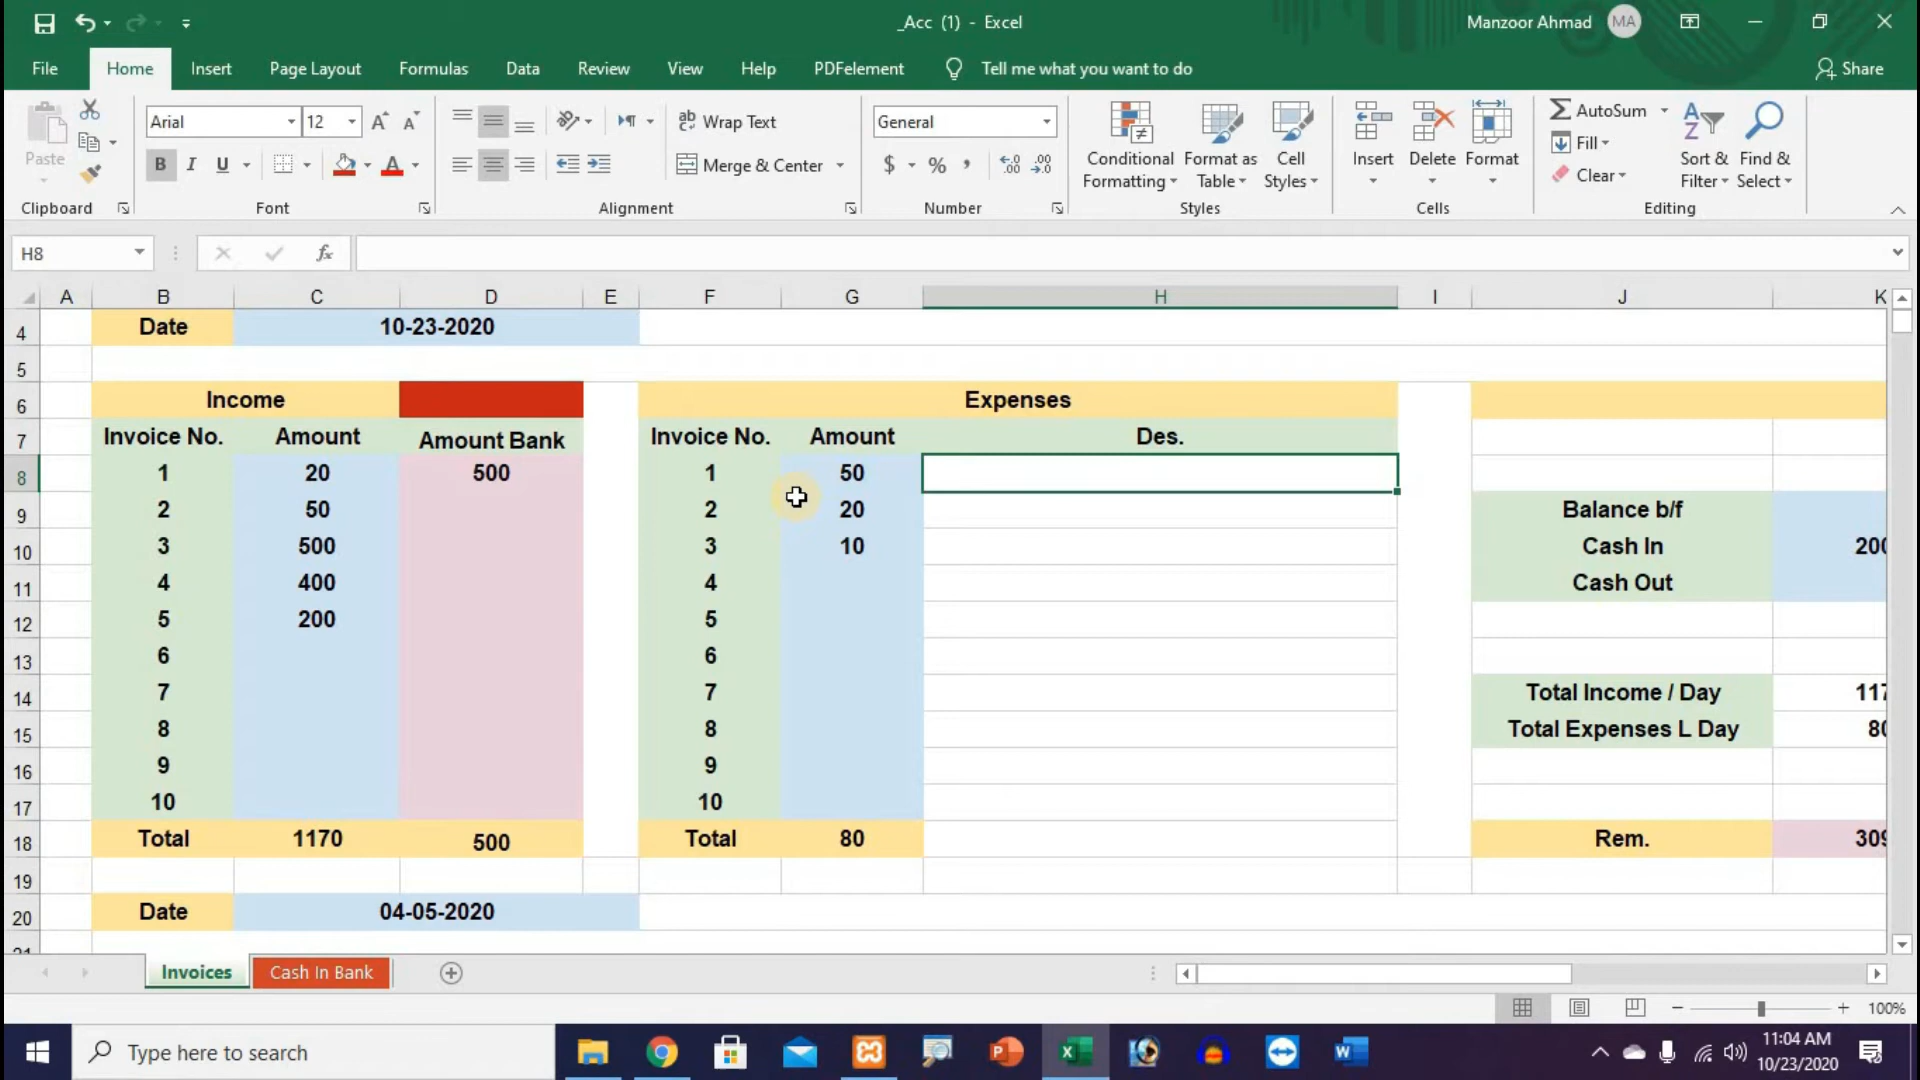 _Acc (1) - Excel
Manzoor Ahmad
MA
File Home Insert Page Layout Formulas Data Review View Help PDFelement Tell me what you want to do Share
Paste
Clipboard
Arial 12
B I U
Font
Wrap Text
Merge & Center
Alignment
General
$ % ,
Number
Conditional Formatting
Format as Table
Cell Styles
Styles
Insert Delete Format
Cells
AutoSum
Fill
Clear
Sort & Filter
Find & Select
Editing
H8 fx
A B C D E F G H I J K
4 Date 10-23-2020
5
6 Income Expenses
7 Invoice No. Amount Amount Bank Invoice No. Amount Des.
8 1 20 500 1 50
9 2 50 2 20 Balance b/f
10 3 500 3 10 Cash In
11 4 400 4 Cash Out
12 5 200 5
13 6 6
14 7 7 Total Income / Day
15 8 8 Total Expenses L Day
16 9 9
17 10 10
18 Total 1170 500 Total 80 Rem.
19
20 Date 04-05-2020
Invoices Cash In Bank
100%
Type here to search
11:04 AM
10/23/2020